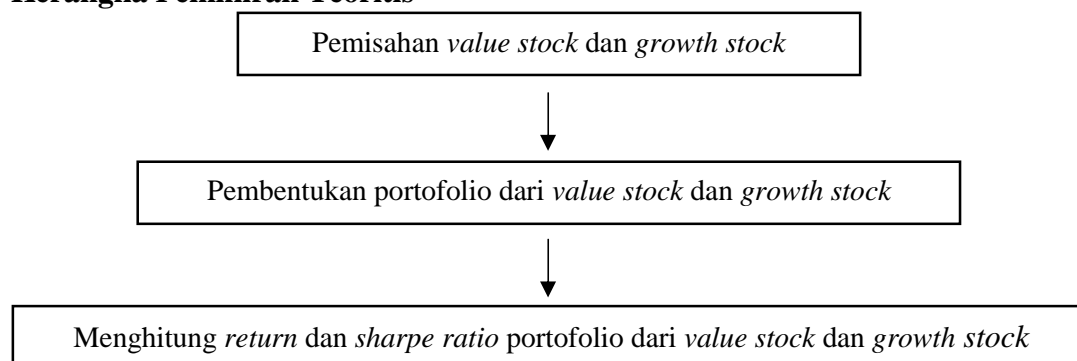 Kerangka Pemikiran Teoritis
Pemisahan value stock dan growth stock
Pembentukan portofolio dari value stock dan growth stock
Menghitung return dan sharpe ratio portofolio dari value stock dan growth stock